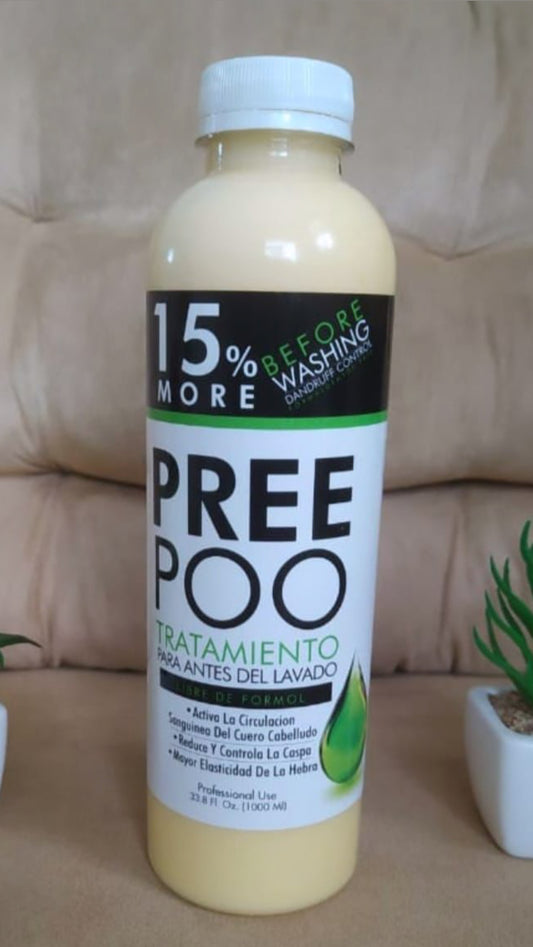 15%
MORE
BEFORE
WASHING
DANDRUFF CONTROL
PREE
POO
TRATAMIENTO
PARA ANTES DEL LAVADO
LIBRE DE FORMOL
• Activa La Circulacion
Sanguinea Del Cuero Cabelludo
• Reduce Y Controla La Caspa
• Mayor Elasticidad De La Hebra
Professional Use
33.8 Fl. Oz. (1000 Ml)